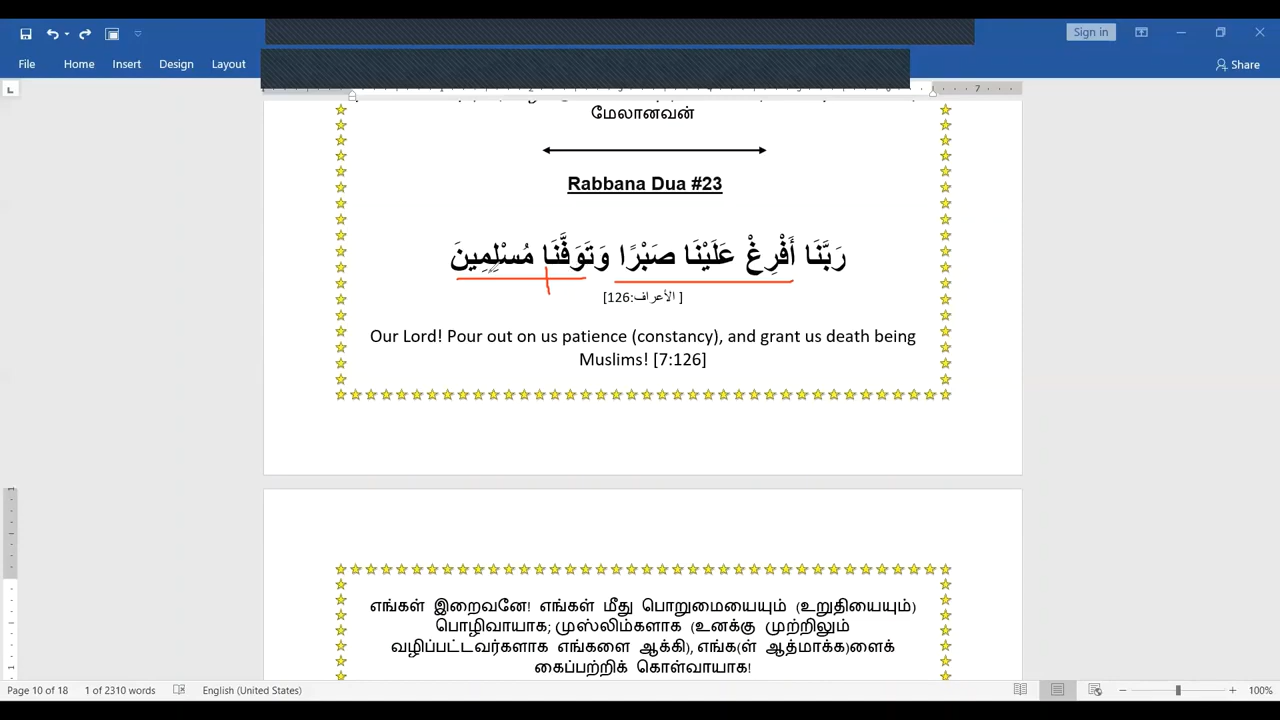 Sign in
File Home Insert Design Layout
Share
7
மேலானவன்
Rabbana Dua #23
رَبَّنَا أَفْرِغْ عَلَيْنَا صَبْرًا وَتَوَفَّنَا مُسْلِمِينَ
[الأعراف:126]
Our Lord! Pour out on us patience (constancy), and grant us death being
Muslims! [7:126]
எங்கள் இறைவனே! எங்கள் மீது பொறுமையையும் (உறுதியையும்)
பொழிவாயாக; முஸ்லிம்களாக (உனக்கு முற்றிலும்
வழிப்பட்டவர்களாக எங்களை ஆக்கி), எங்க(ள் ஆத்மாக்க)ளைக்
கைப்பற்றிக் கொள்வாயாக!
Page 10 of 18 1 of 2310 words English (United States) 100%